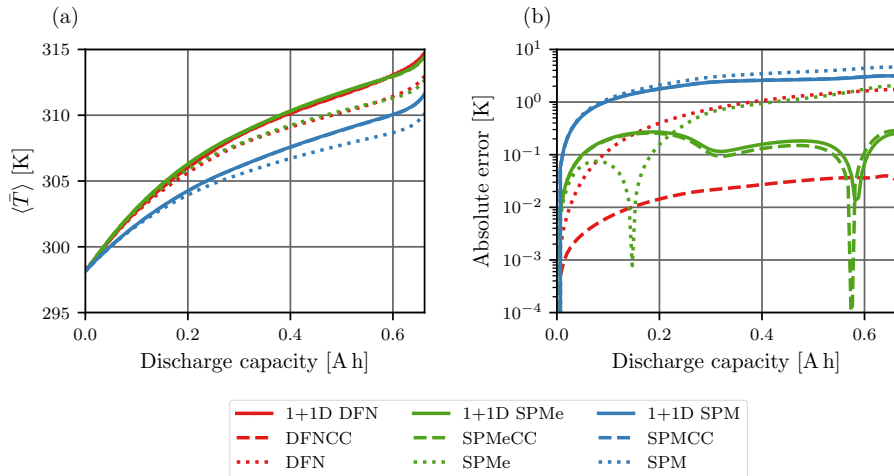 (a)
(b)
315
310
305
300
295
⟨T̄⟩ [K]
0.0 0.2 0.4 0.6
Discharge capacity [A h]
10¹
10⁰
10⁻¹
10⁻²
10⁻³
10⁻⁴
Absolute error [K]
0.0 0.2 0.4 0.6
Discharge capacity [A h]
1+1D DFN 1+1D SPMe 1+1D SPM
DFNCC SPMeCC SPMCC
DFN SPMe SPM